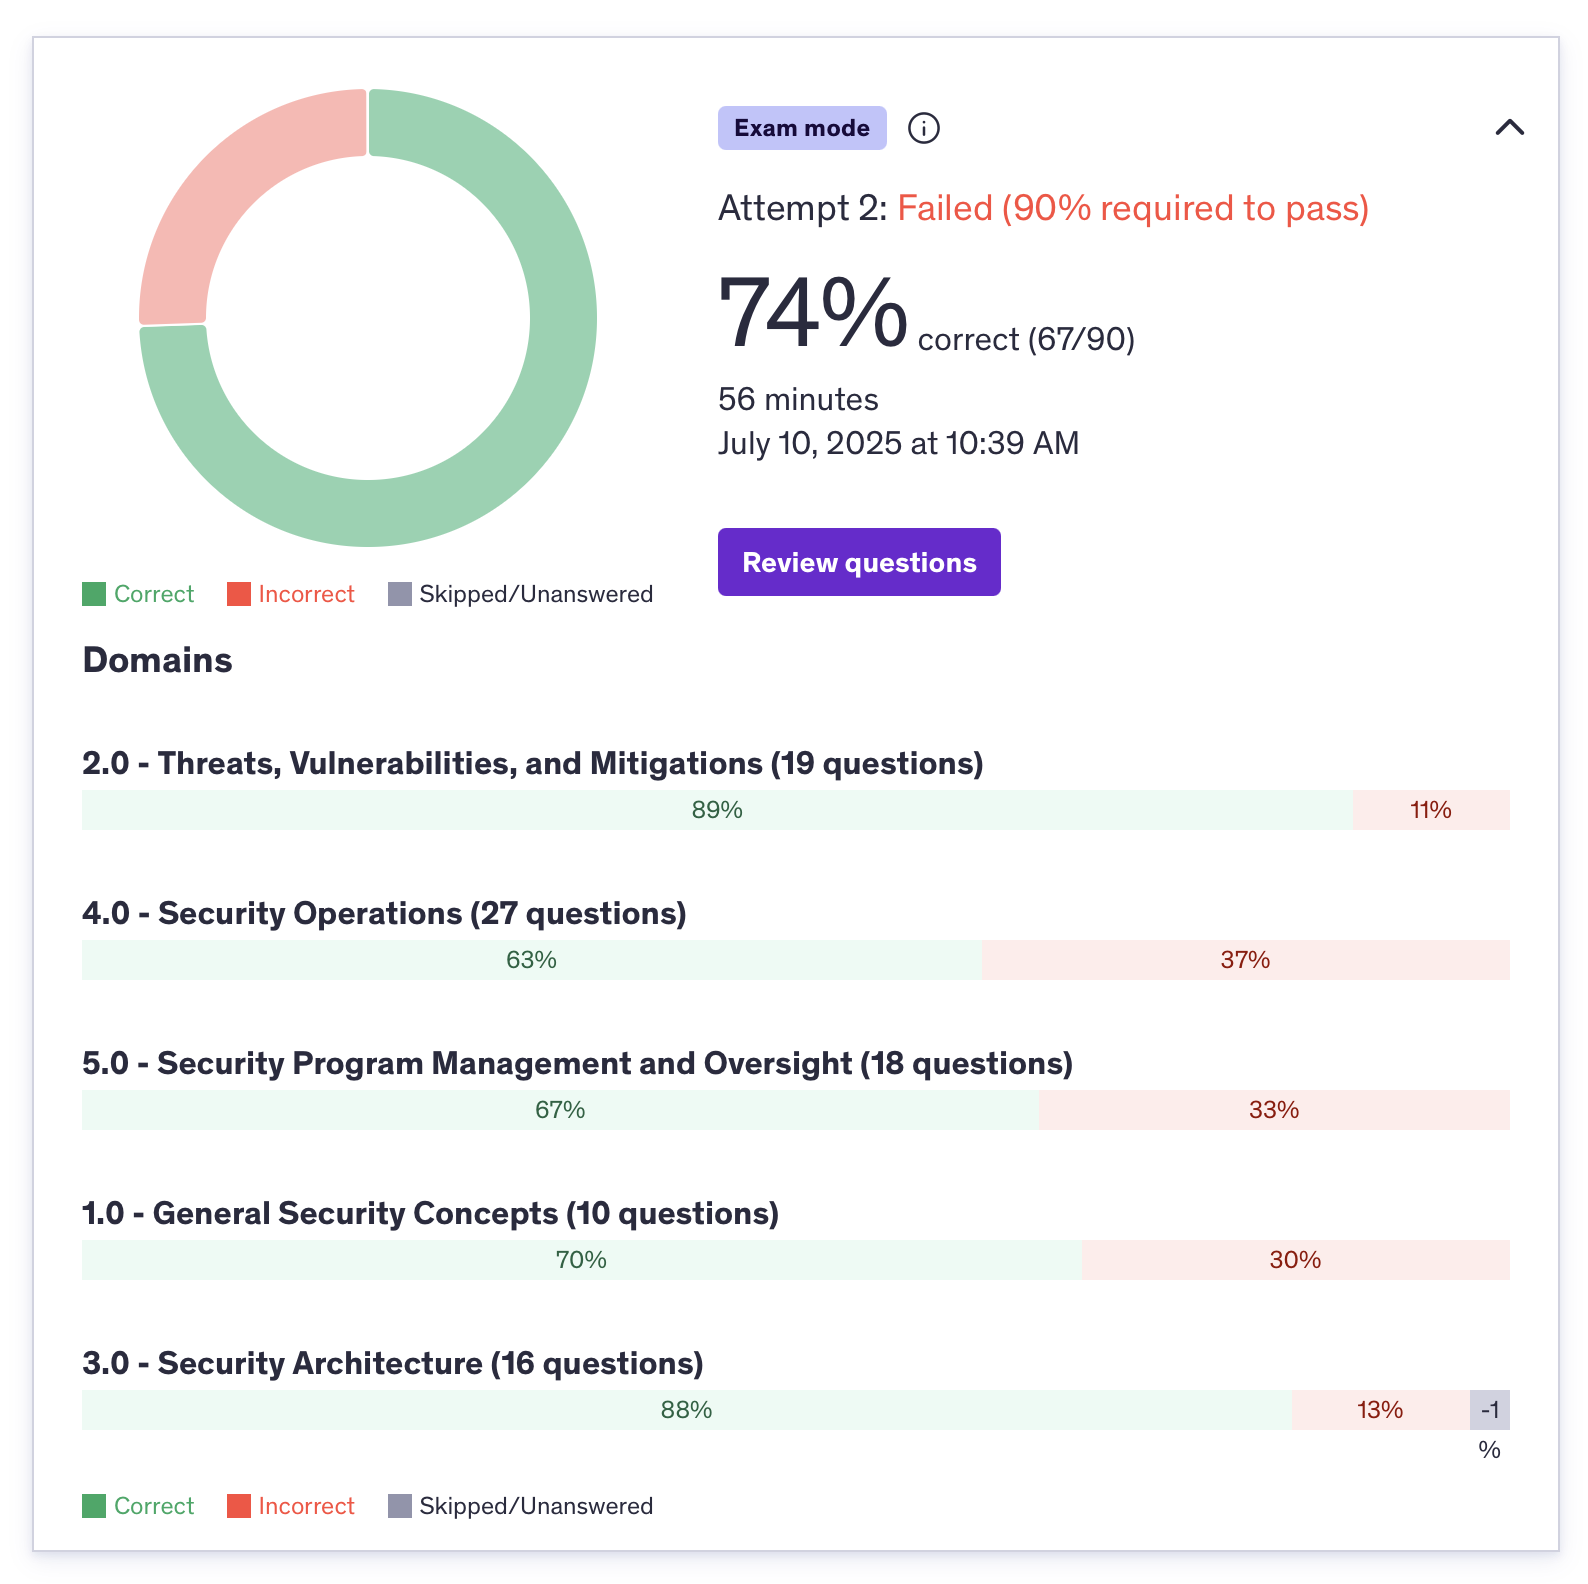 Exam mode
Attempt 2: Failed (90% required to pass)
74% correct (67/90)
56 minutes
July 10, 2025 at 10:39 AM
Review questions
Correct Incorrect Skipped/Unanswered
Domains
2.0 - Threats, Vulnerabilities, and Mitigations (19 questions)
89% 11%
4.0 - Security Operations (27 questions)
63% 37%
5.0 - Security Program Management and Oversight (18 questions)
67% 33%
1.0 - General Security Concepts (10 questions)
70% 30%
3.0 - Security Architecture (16 questions)
88% 13% -1
%
Correct Incorrect Skipped/Unanswered